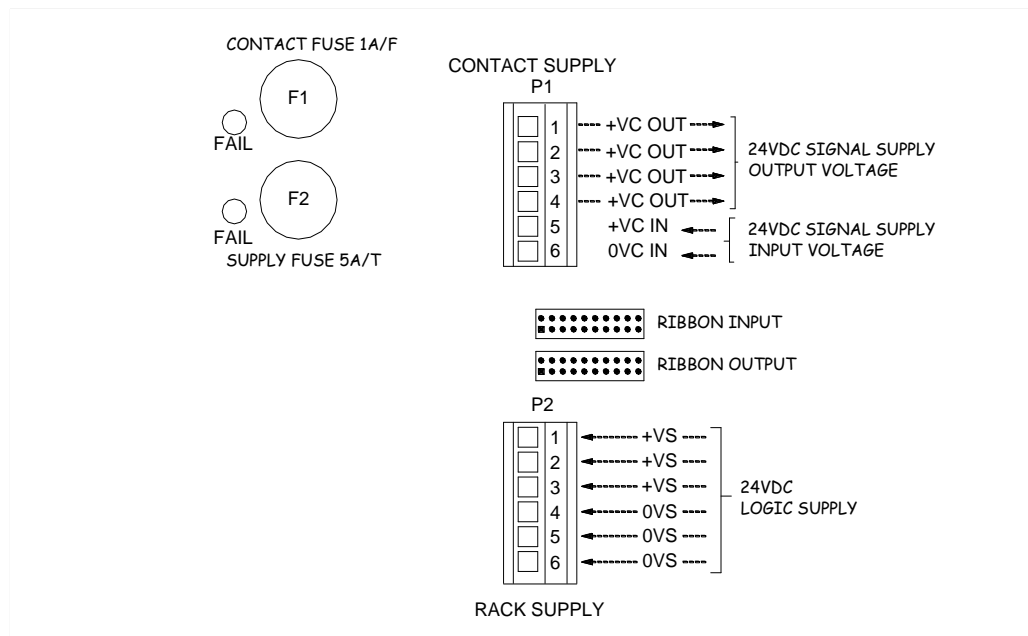 CONTACT FUSE 1A/F
F1
FAIL
F2
FAIL
SUPPLY FUSE 5A/T
CONTACT SUPPLY
P1
1 +VC OUT
2 +VC OUT
3 +VC OUT
4 +VC OUT
24VDC SIGNAL SUPPLY
OUTPUT VOLTAGE
5 +VC IN
6 0VC IN
24VDC SIGNAL SUPPLY
INPUT VOLTAGE
RIBBON INPUT
RIBBON OUTPUT
P2
1 +VS
2 +VS
3 +VS
4 0VS
5 0VS
6 0VS
24VDC
LOGIC SUPPLY
RACK SUPPLY